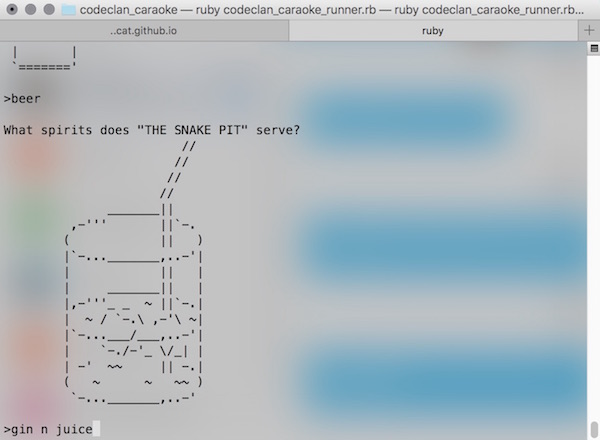 codeclan_caraoke — ruby codeclan_caraoke_runner.rb — ruby codeclan_caraoke_runner.rb...
..cat.github.io
ruby
>beer
What spirits does "THE SNAKE PIT" serve?
>gin n juice